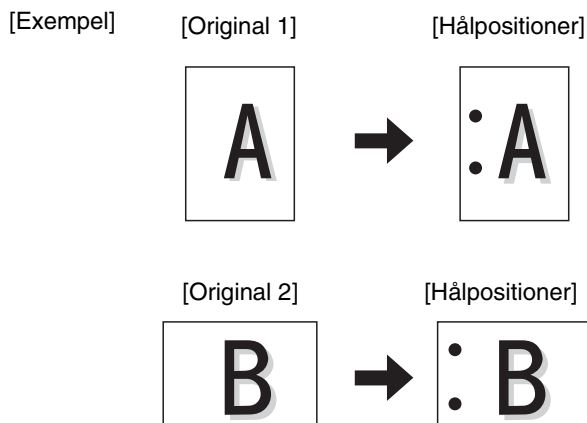 [Exempel] [Original 1] [Hålpositioner]
A A
[Original 2] [Hålpositioner]
B B